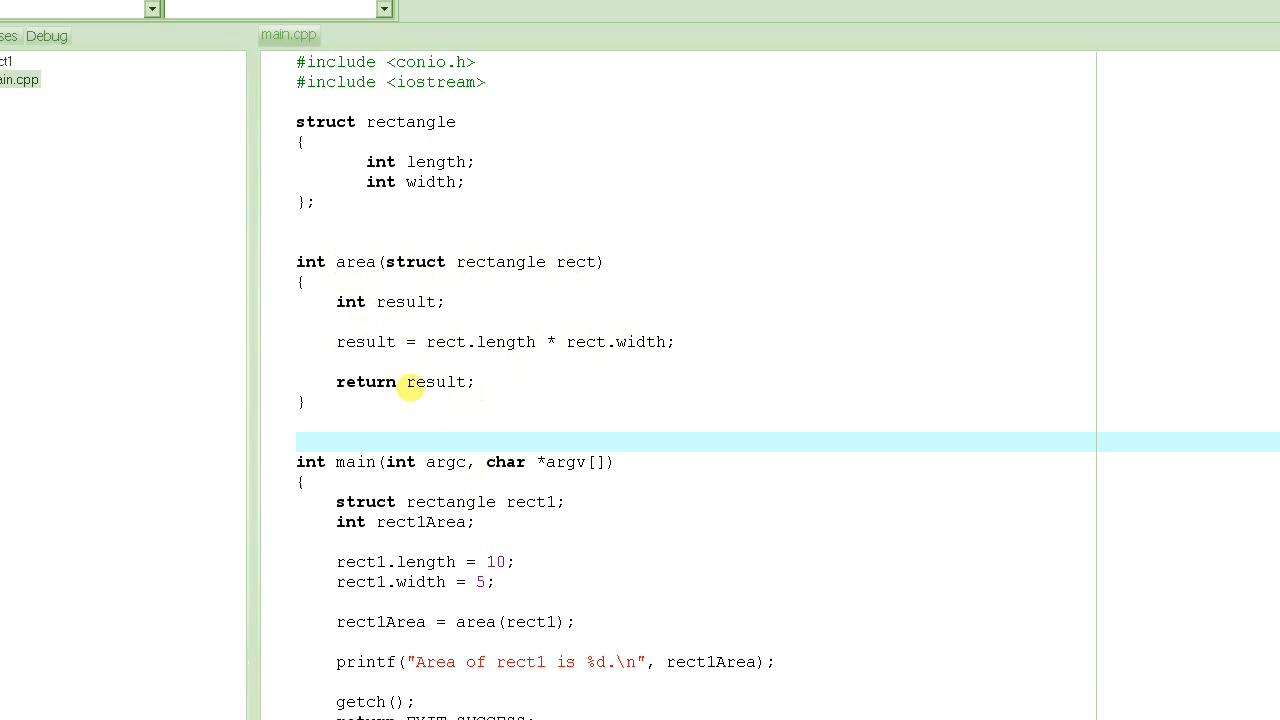 ses Debug
main.cpp
ct1
ain.cpp
#include <conio.h>
#include <iostream>
struct rectangle
{
int length;
int width;
};
int area(struct rectangle rect)
{
int result;
result = rect.length * rect.width;
return result;
}
int main(int argc, char *argv[])
{
struct rectangle rect1;
int rect1Area;
rect1.length = 10;
rect1.width = 5;
rect1Area = area(rect1);
printf("Area of rect1 is %d.\n", rect1Area);
getch();
return EXIT_SUCCESS;